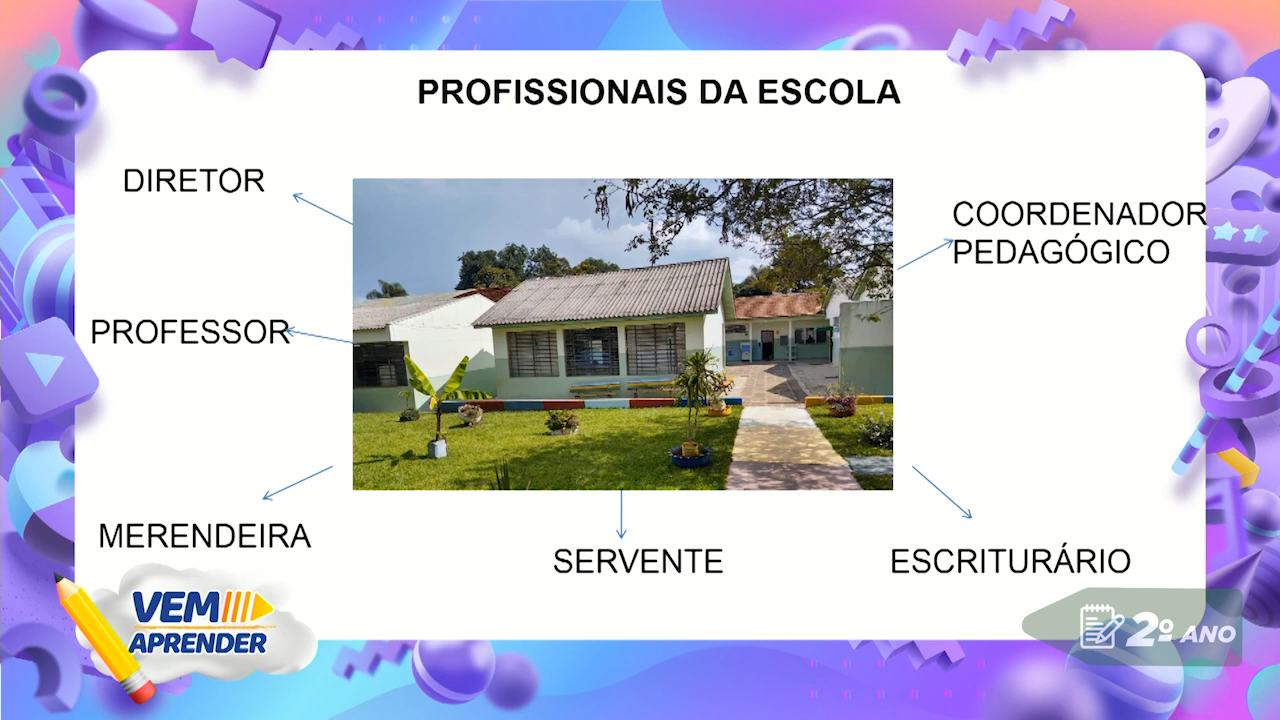 PROFISSIONAIS DA ESCOLA
DIRETOR
COORDENADOR
PEDAGÓGICO
PROFESSOR
MERENDEIRA
SERVENTE
ESCRITURÁRIO
VEM
APRENDER
2º ANO